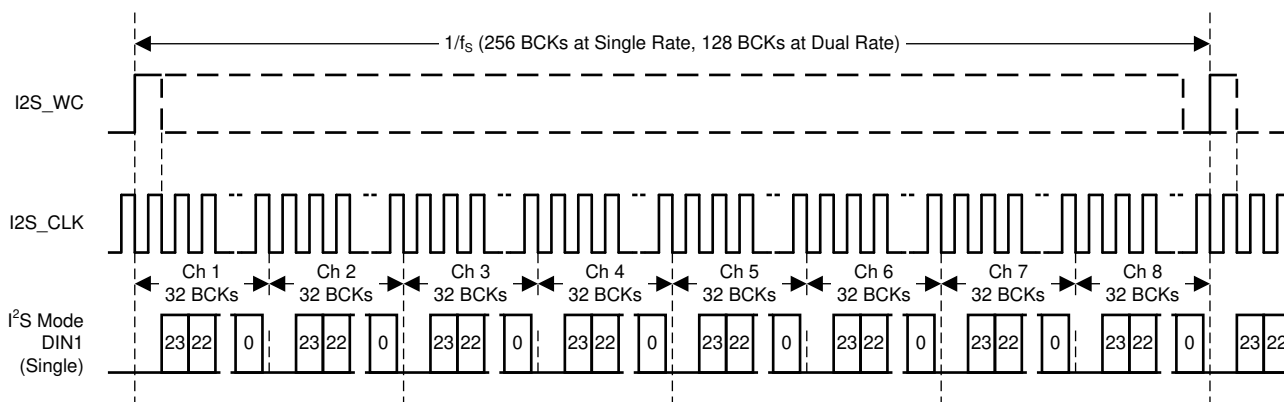 1/fS (256 BCKs at Single Rate, 128 BCKs at Dual Rate)
I2S_WC
I2S_CLK
Ch 1 Ch 2 Ch 3 Ch 4 Ch 5 Ch 6 Ch 7 Ch 8
32 BCKs 32 BCKs 32 BCKs 32 BCKs 32 BCKs 32 BCKs 32 BCKs 32 BCKs
I2S Mode
DIN1
(Single)
23 22 0 23 22 0 23 22 0 23 22 0 23 22 0 23 22 0 23 22 0 23 22 0 23 22